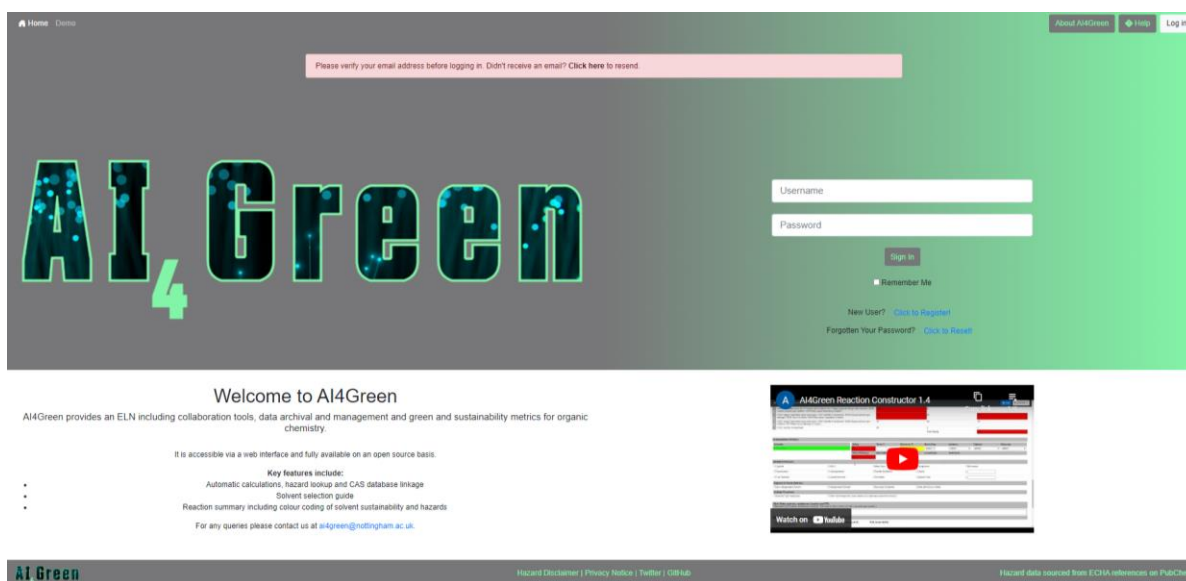 Home Demo
About AI4Green Help Log in
Please verify your email address before logging in. Didn't receive an email? Click here to resend.
AI4Green
Username
Password
Sign In
Remember Me
New User? Click to Register!
Forgotten Your Password? Click to Reset!
Welcome to AI4Green
AI4Green provides an ELN including collaboration tools, data archival and management and green and sustainability metrics for organic
chemistry.
It is accessible via a web interface and fully available on an open source basis.
Key features include:
Automatic calculations, hazard lookup and CAS database linkage
Solvent selection guide
Reaction summary including colour coding of solvent sustainability and hazards
For any queries please contact us at ai4green@nottingham.ac.uk.
A AI4Green Reaction Constructor 1.4
Watch on YouTube
AI4Green
Hazard Disclaimer | Privacy Notice | Twitter | GitHub
Hazard data sourced from ECHA references on PubChe